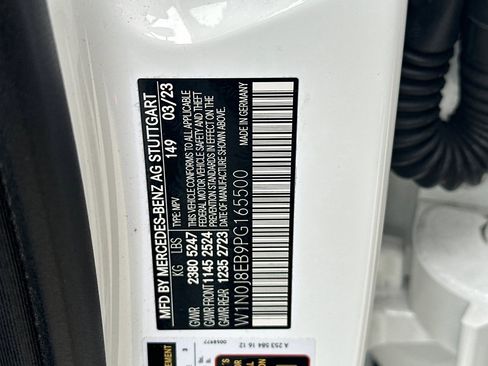 MFD BY MERCEDES-BENZ AG STUTTGART
149 03/23
KG LBS TYPE: MPV
GVWR 2380 5247 THIS VEHICLE CONFORMS TO ALL APPLICABLE
GAWR FRONT 1145 2524 FEDERAL MOTOR VEHICLE SAFETY AND THEFT
GAWR REAR 1235 2723 PREVENTION STANDARDS IN EFFECT ON THE
DATE OF MANUFACTURE SHOWN ABOVE.
W1N0J8EB9PG165500
MADE IN GERMANY
A 253 584 16 12